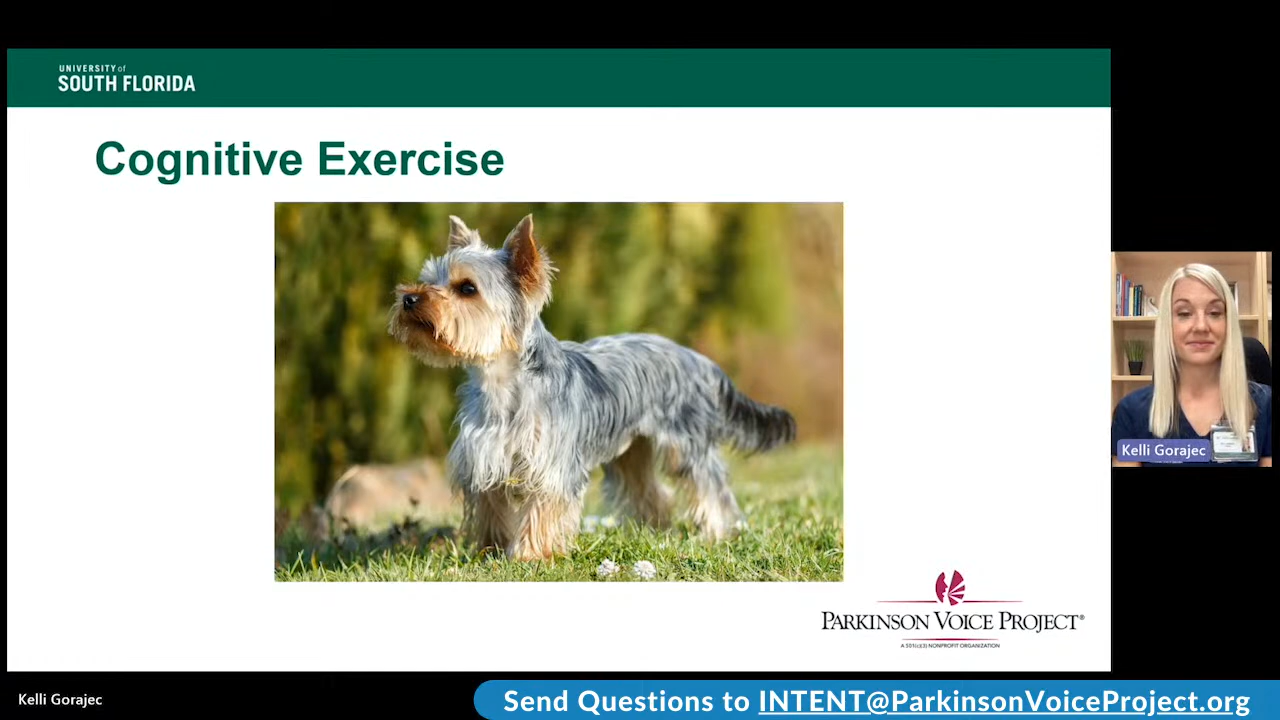 UNIVERSITY of
SOUTH FLORIDA
Cognitive Exercise
Kelli Gorajec
PARKINSON VOICE PROJECT®
A 501(c)(3) NONPROFIT ORGANIZATION
Kelli Gorajec
Send Questions to INTENT@ParkinsonVoiceProject.org